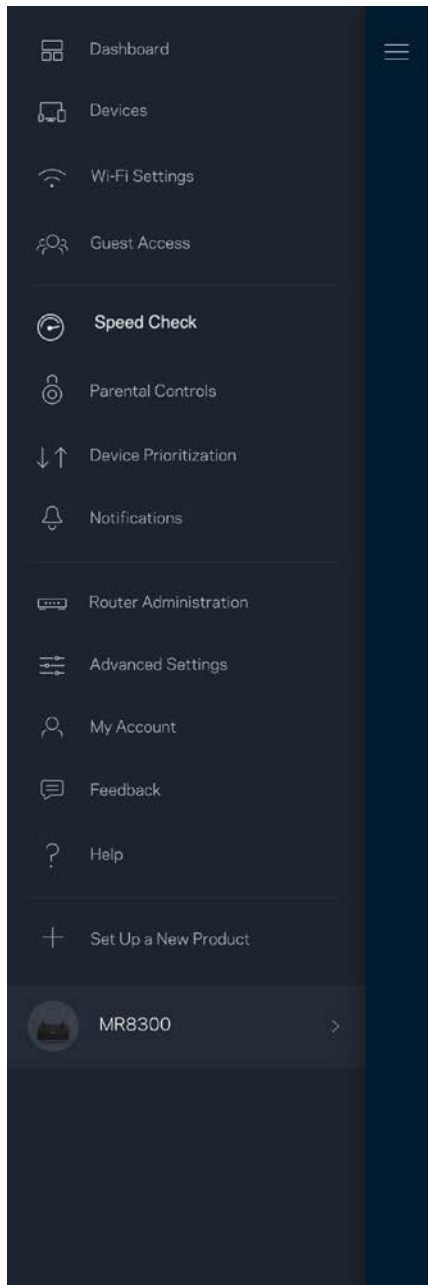 Dashboard
Devices
Wi-Fi Settings
Guest Access
Speed Check
Parental Controls
Device Prioritization
Notifications
Router Administration
Advanced Settings
My Account
Feedback
Help
Set Up a New Product
MR8300